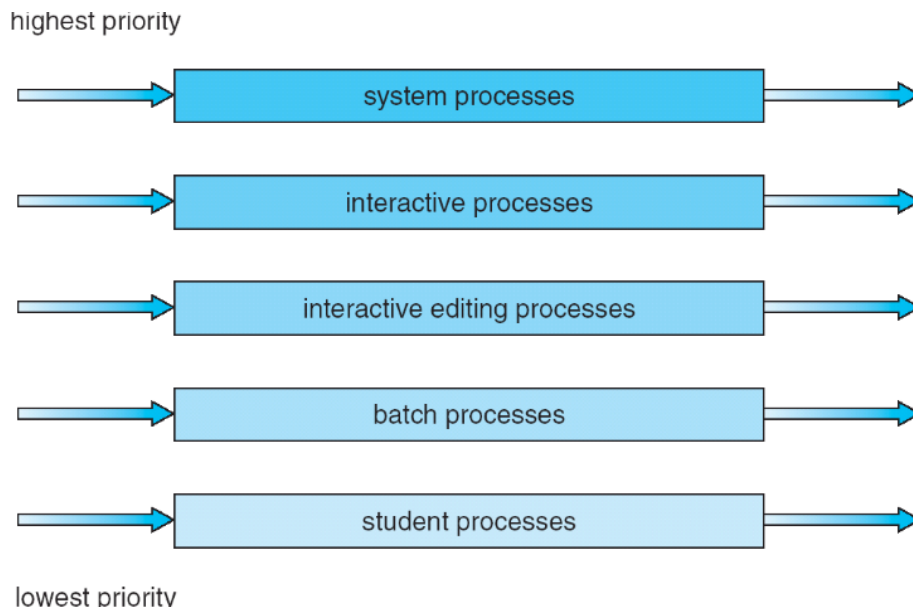 highest priority
system processes
interactive processes
interactive editing processes
batch processes
student processes
lowest priority